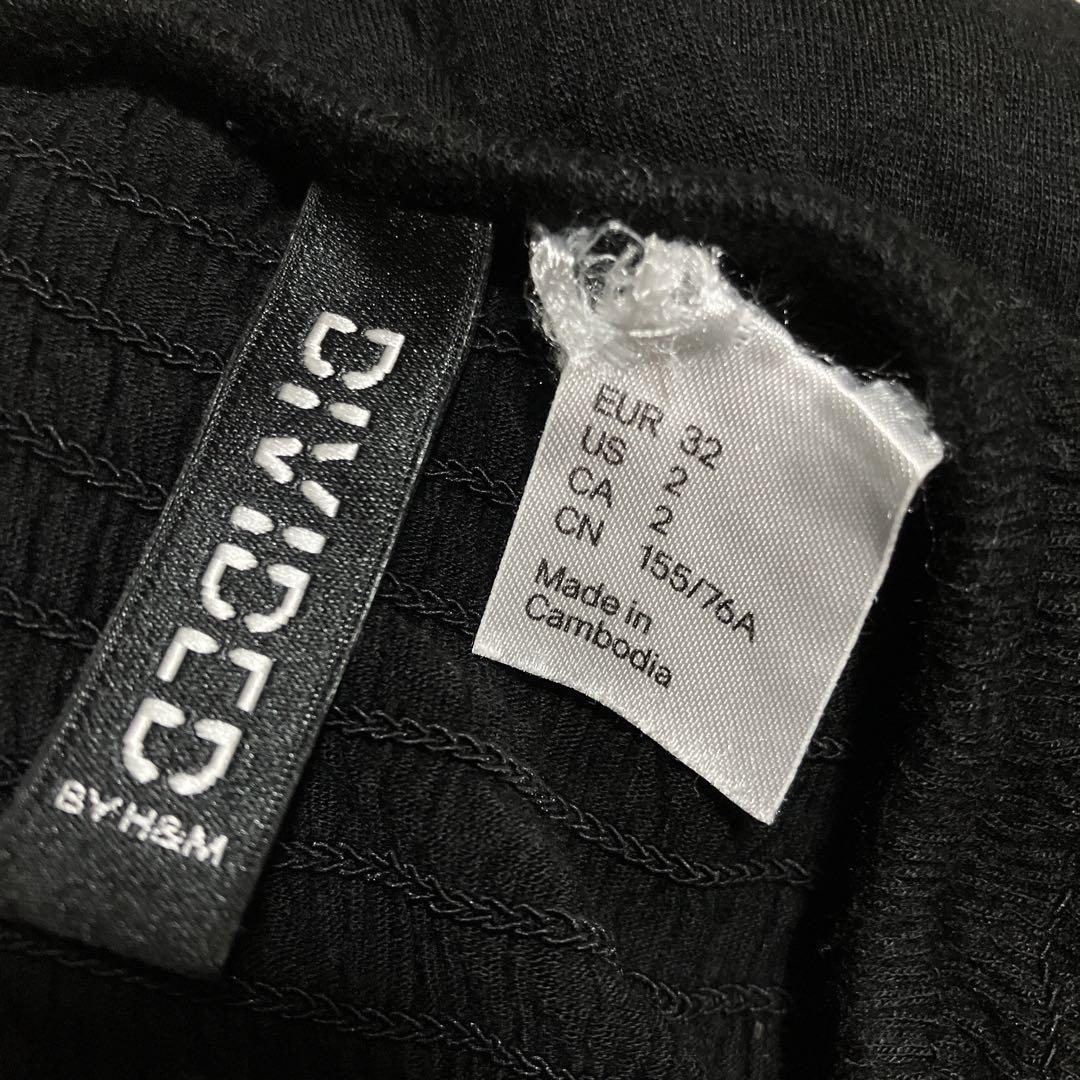 DIVIDED
BY H&M
EUR 32
US 2
CA 2
CN 155/76A
Made in
Cambodia